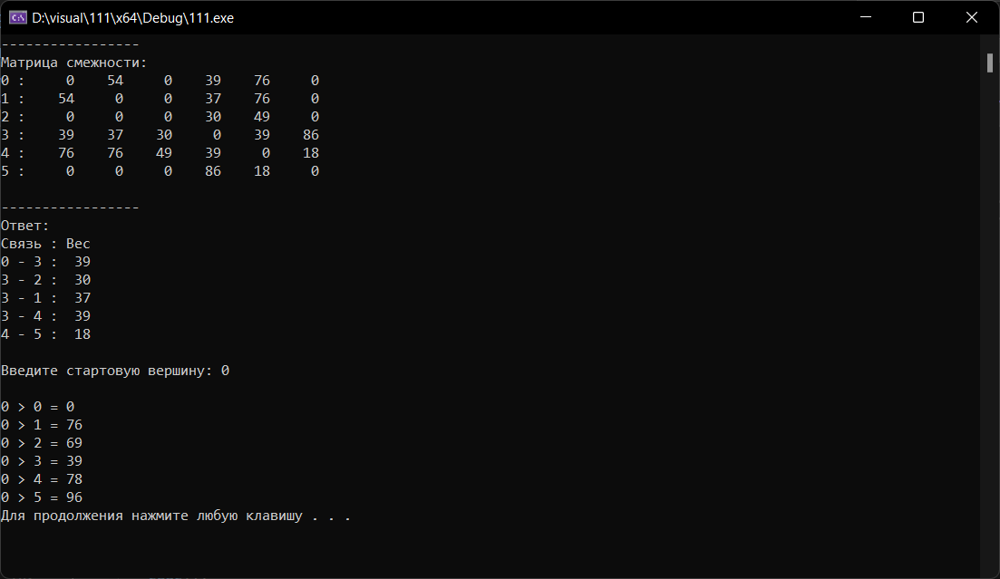 D:\visual\111\x64\Debug\111.exe
-----------------
Матрица смежности:
0 :     0    54     0    39    76     0
1 :    54     0     0    37    76     0
2 :     0     0     0    30    49     0
3 :    39    37    30     0    39    86
4 :    76    76    49    39     0    18
5 :     0     0     0    86    18     0
-----------------
Ответ:
Связь : Вес
0 - 3 :  39
3 - 2 :  30
3 - 1 :  37
3 - 4 :  39
4 - 5 :  18
Введите стартовую вершину: 0
0 > 0 = 0
0 > 1 = 76
0 > 2 = 69
0 > 3 = 39
0 > 4 = 78
0 > 5 = 96
Для продолжения нажмите любую клавишу . . .